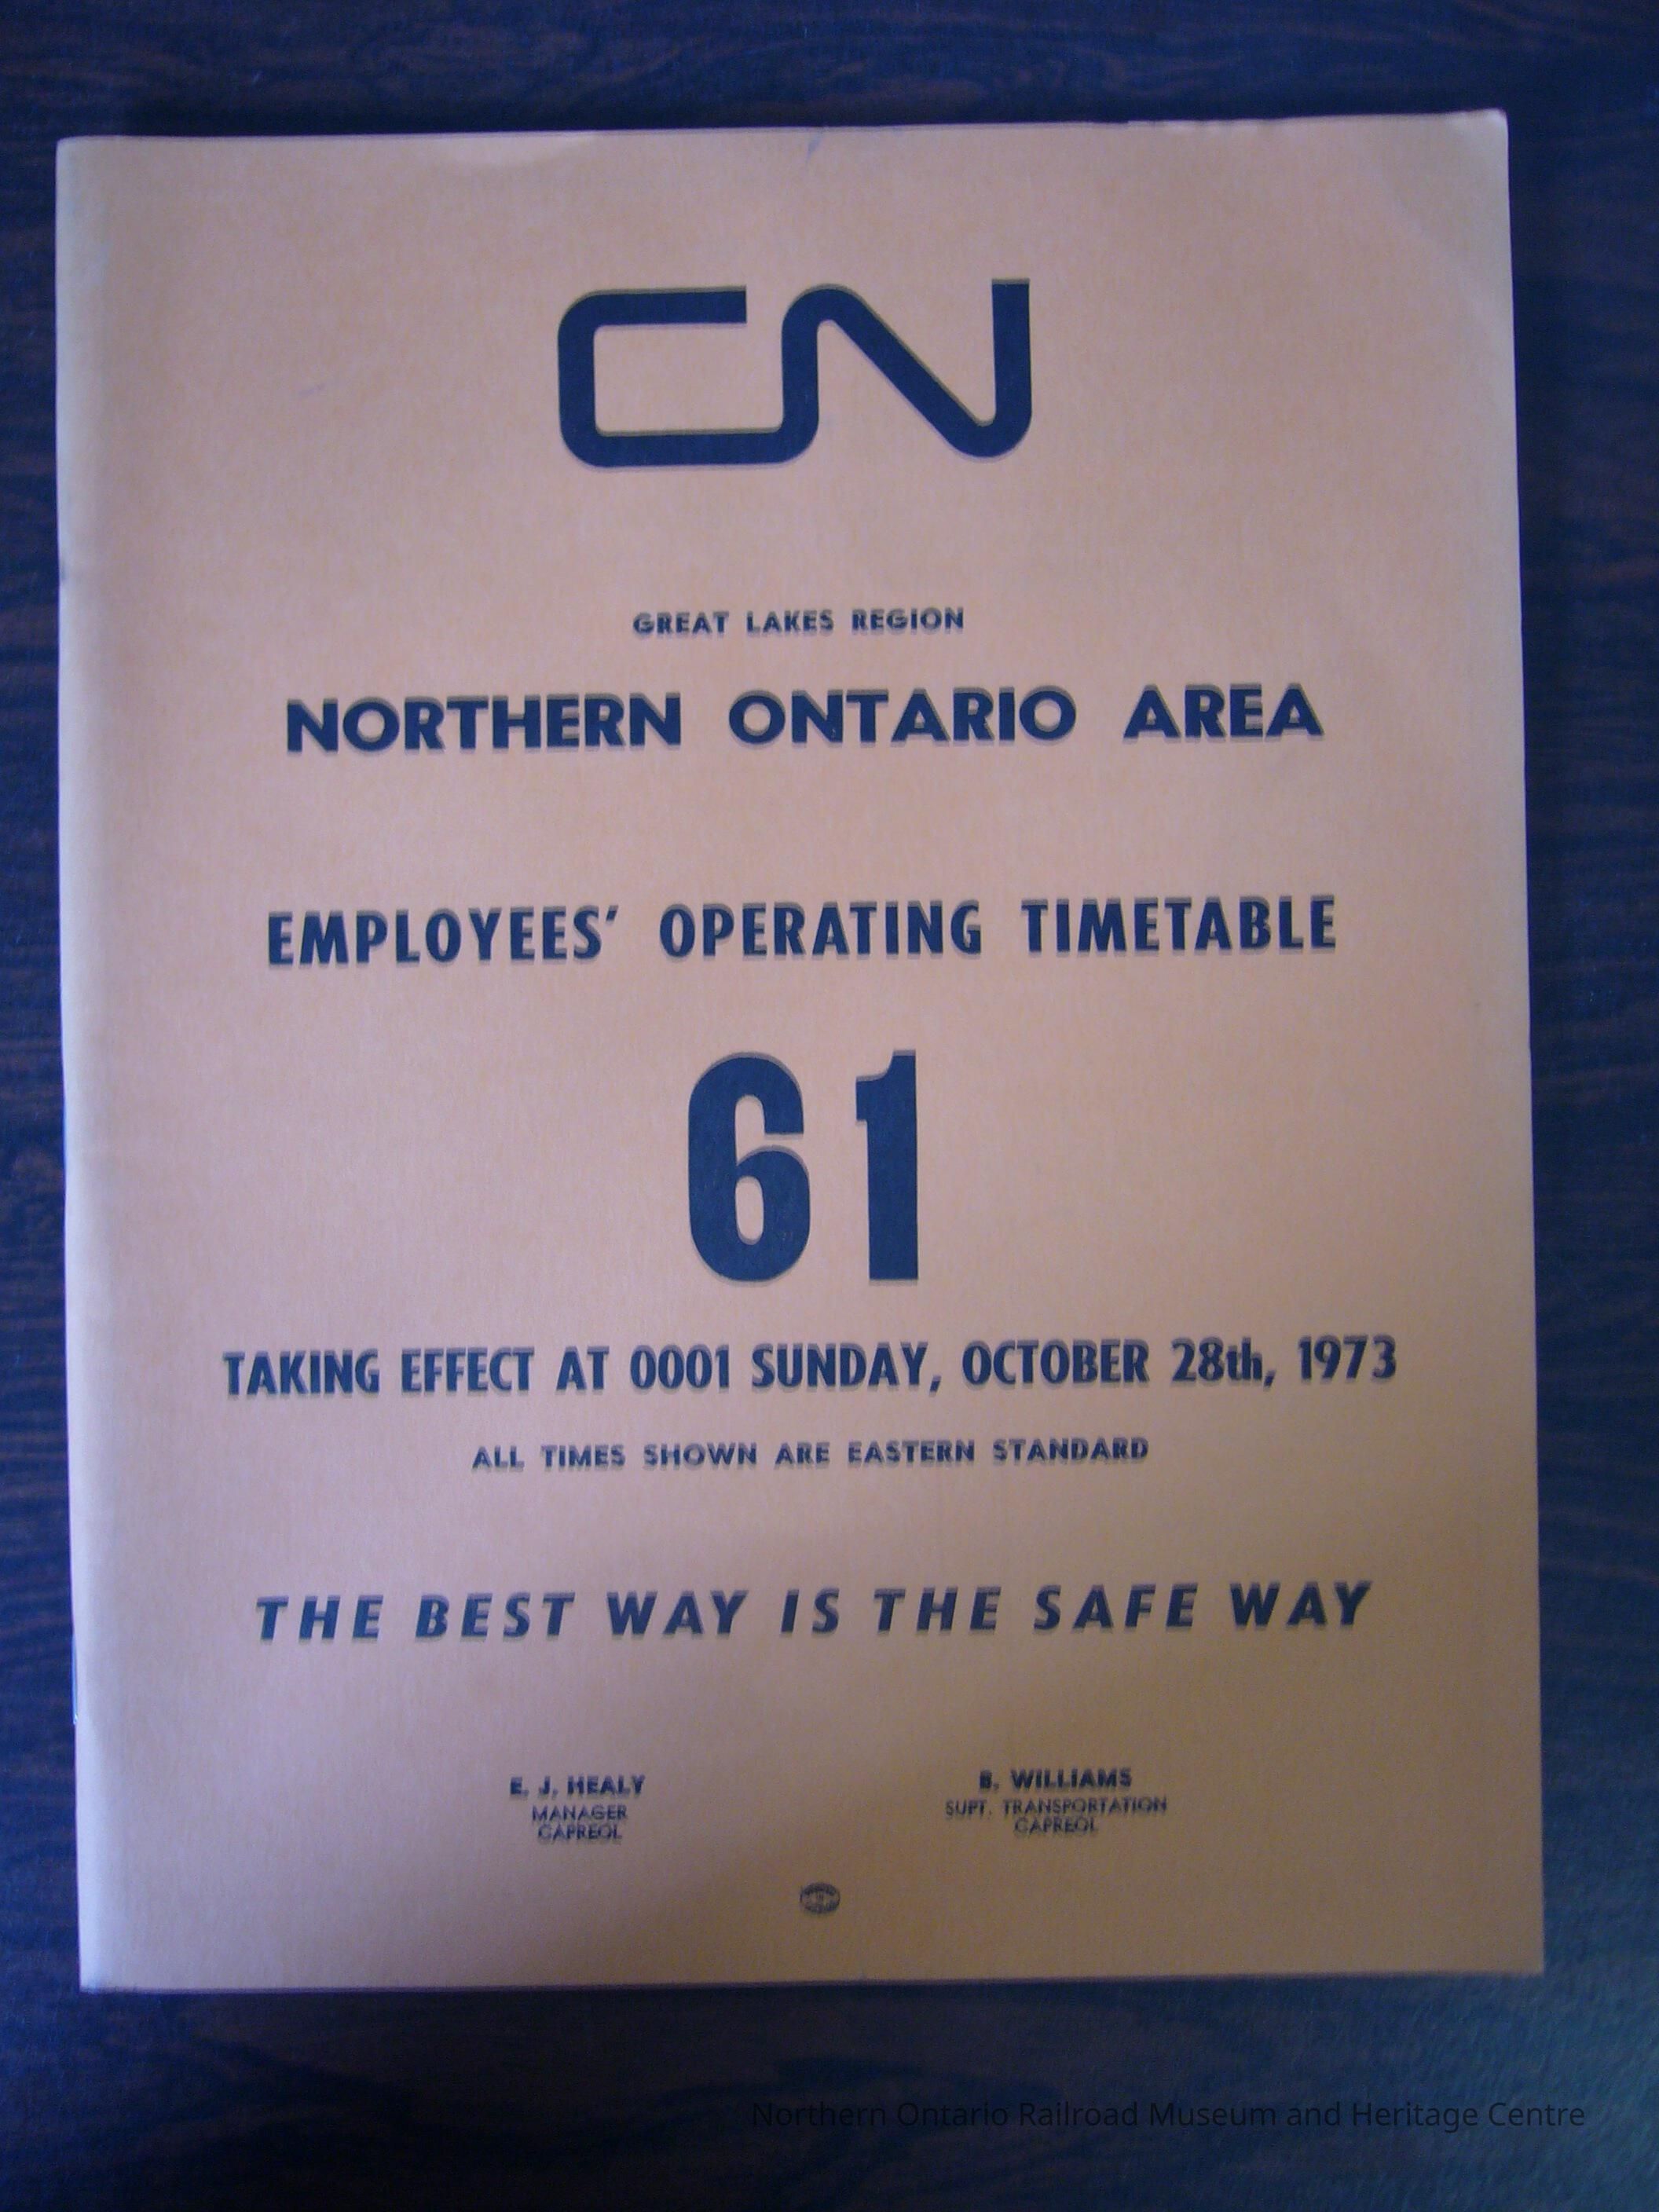 CN
GREAT LAKES REGION
NORTHERN ONTARIO AREA
EMPLOYEES' OPERATING TIMETABLE
61
TAKING EFFECT AT 0001 SUNDAY, OCTOBER 28th, 1973
ALL TIMES SHOWN ARE EASTERN STANDARD
THE BEST WAY IS THE SAFE WAY
E. J. HEALY
MANAGER
CAPREOL
B. WILLIAMS
SUPT. TRANSPORTATION
CAPREOL
Northern Ontario Railroad Museum and Heritage Centre